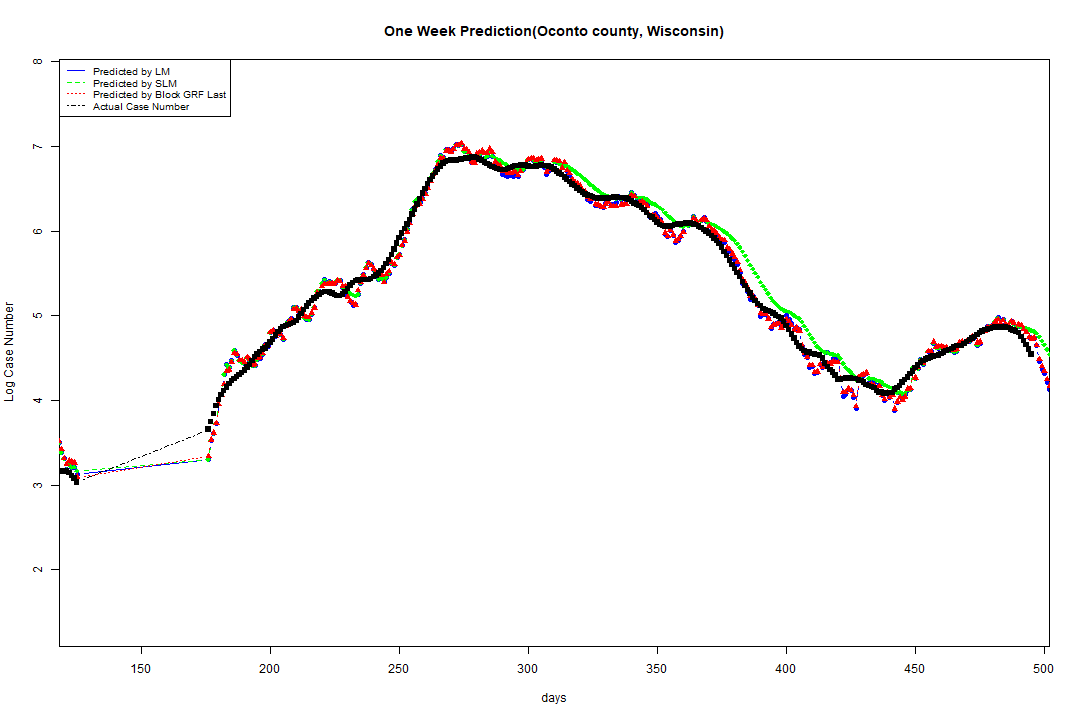 One Week Prediction(Oconto county, Wisconsin)
Predicted by LM
Predicted by SLM
Predicted by Block GRF Last
Actual Case Number
Log Case Number
8
7
6
5
4
3
2
150 200 250 300 350 400 450 500
days